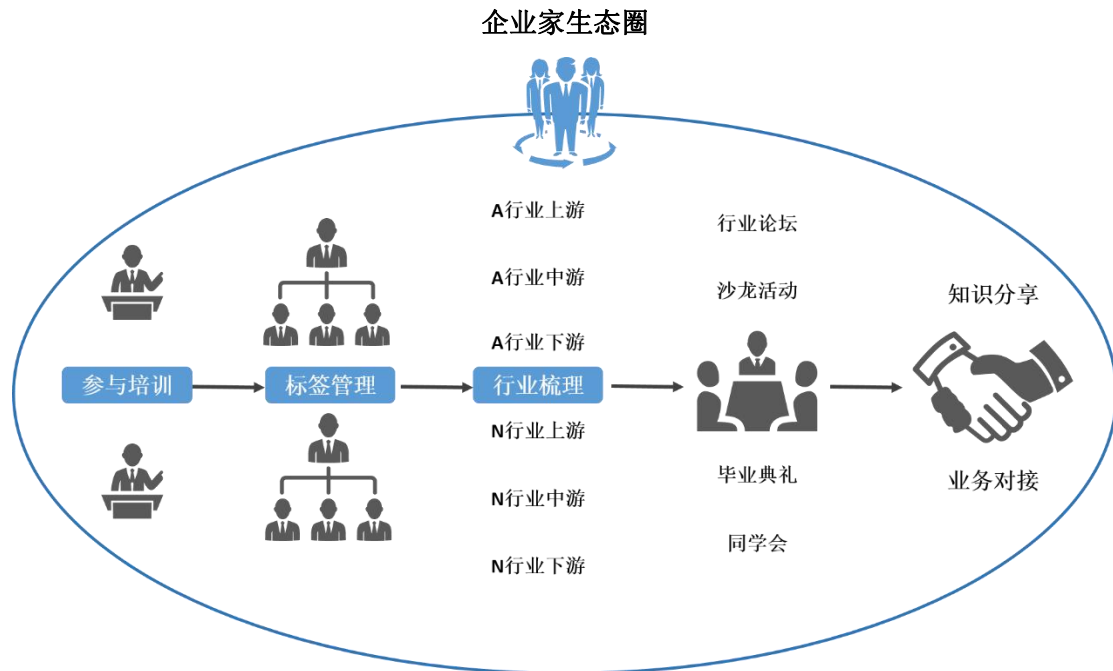 企业家生态圈
参与培训
标签管理
A行业上游
A行业中游
A行业下游
行业梳理
N行业上游
N行业中游
N行业下游
行业论坛
沙龙活动
毕业典礼
同学会
知识分享
业务对接